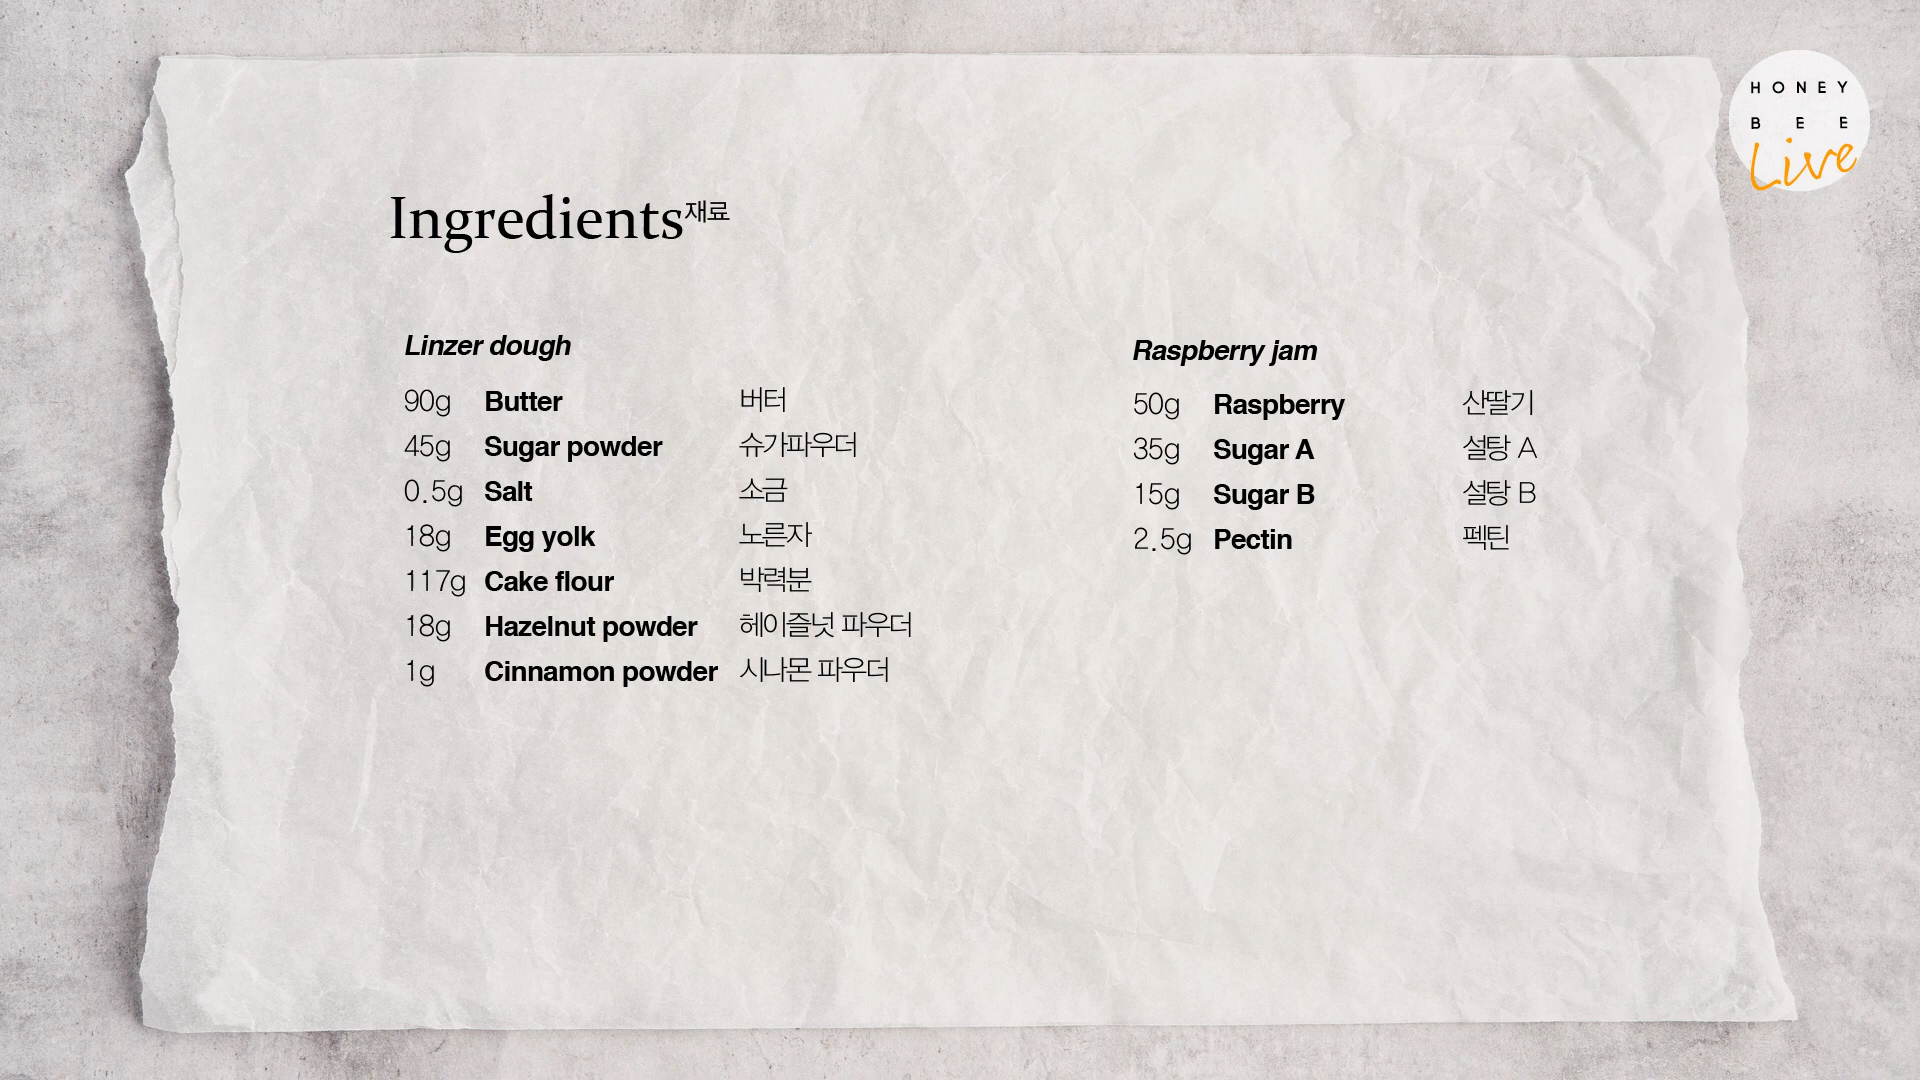 HONEY
BEE
Live
Ingredients재료
Linzer dough
90g Butter 버터
45g Sugar powder 슈가파우더
0.5g Salt 소금
18g Egg yolk 노른자
117g Cake flour 박력분
18g Hazelnut powder 헤이즐넛 파우더
1g Cinnamon powder 시나몬 파우더
Raspberry jam
50g Raspberry 산딸기
35g Sugar A 설탕 A
15g Sugar B 설탕 B
2.5g Pectin 펙틴